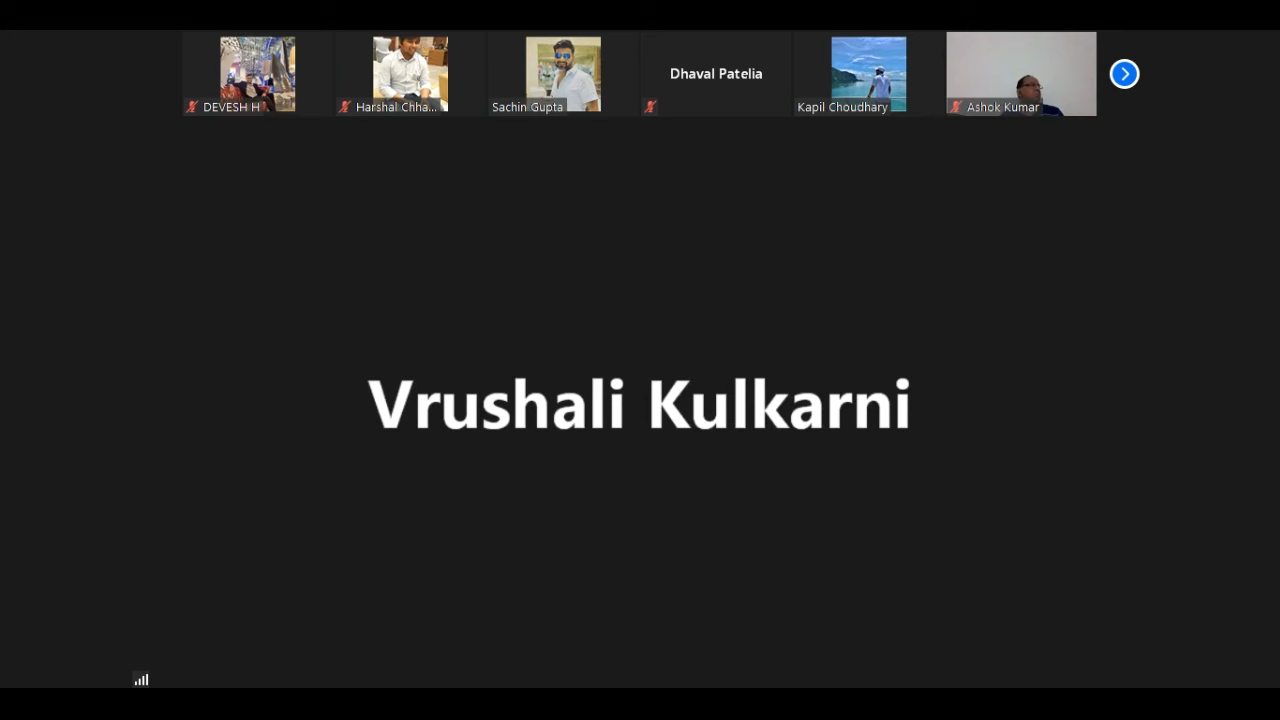 Dhaval Patelia
DEVESH H
Harshal Chha...
Sachin Gupta
Kapil Choudhary
Ashok Kumar
Vrushali Kulkarni